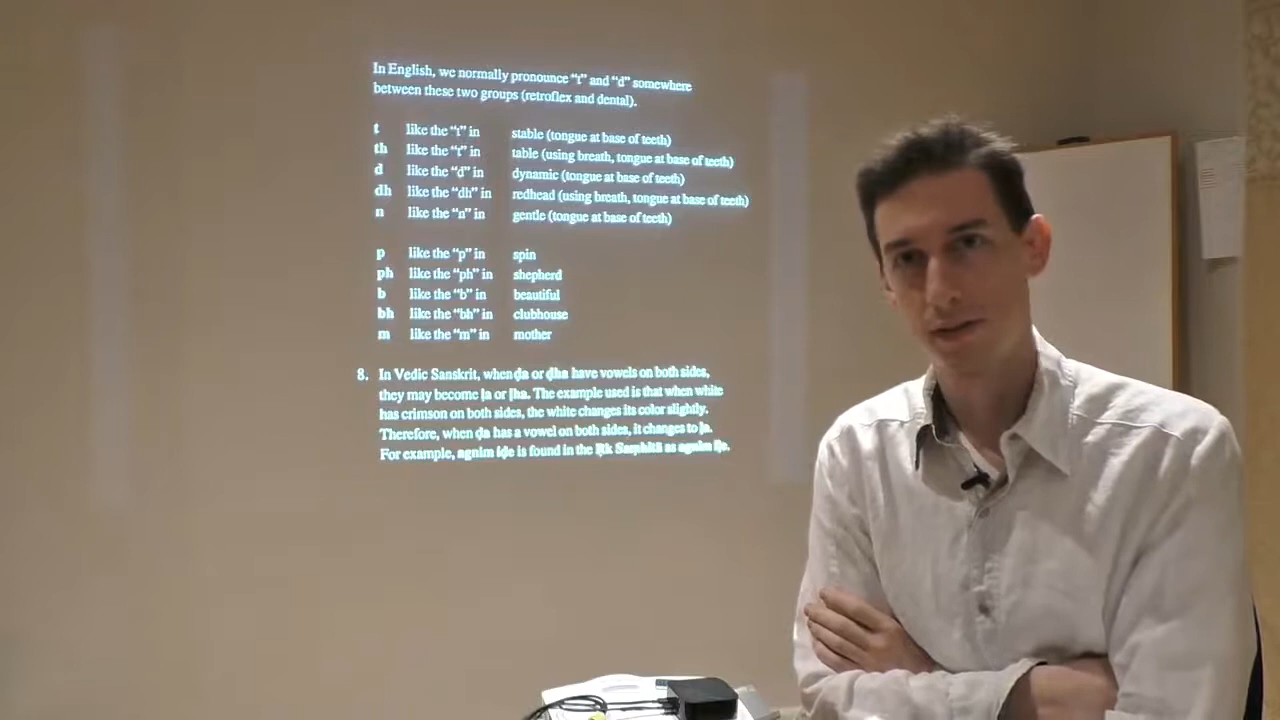 In English, we normally pronounce “t” and “d” somewhere
between these two groups (retroflex and dental).
t like the “t” in stable (tongue at base of teeth)
th like the “t” in table (using breath, tongue at base of teeth)
d like the “d” in dynamic (tongue at base of teeth)
dh like the “dh” in redhead (using breath, tongue at base of teeth)
n like the “n” in gentle (tongue at base of teeth)
p like the “p” in spin
ph like the “ph” in shepherd
b like the “b” in beautiful
bh like the “bh” in clubhouse
m like the “m” in mother
8. In Vedic Sanskrit, when ḍa or ḍha have vowels on both sides,
they may become ḷa or ḷha. The example used is that when white
has crimson on both sides, the white changes its color slightly.
Therefore, when ḍa has a vowel on both sides, it changes to ḷa.
For example, agnim iḍe is found in the Ṛk Saṃhitā as agnim iḷe.